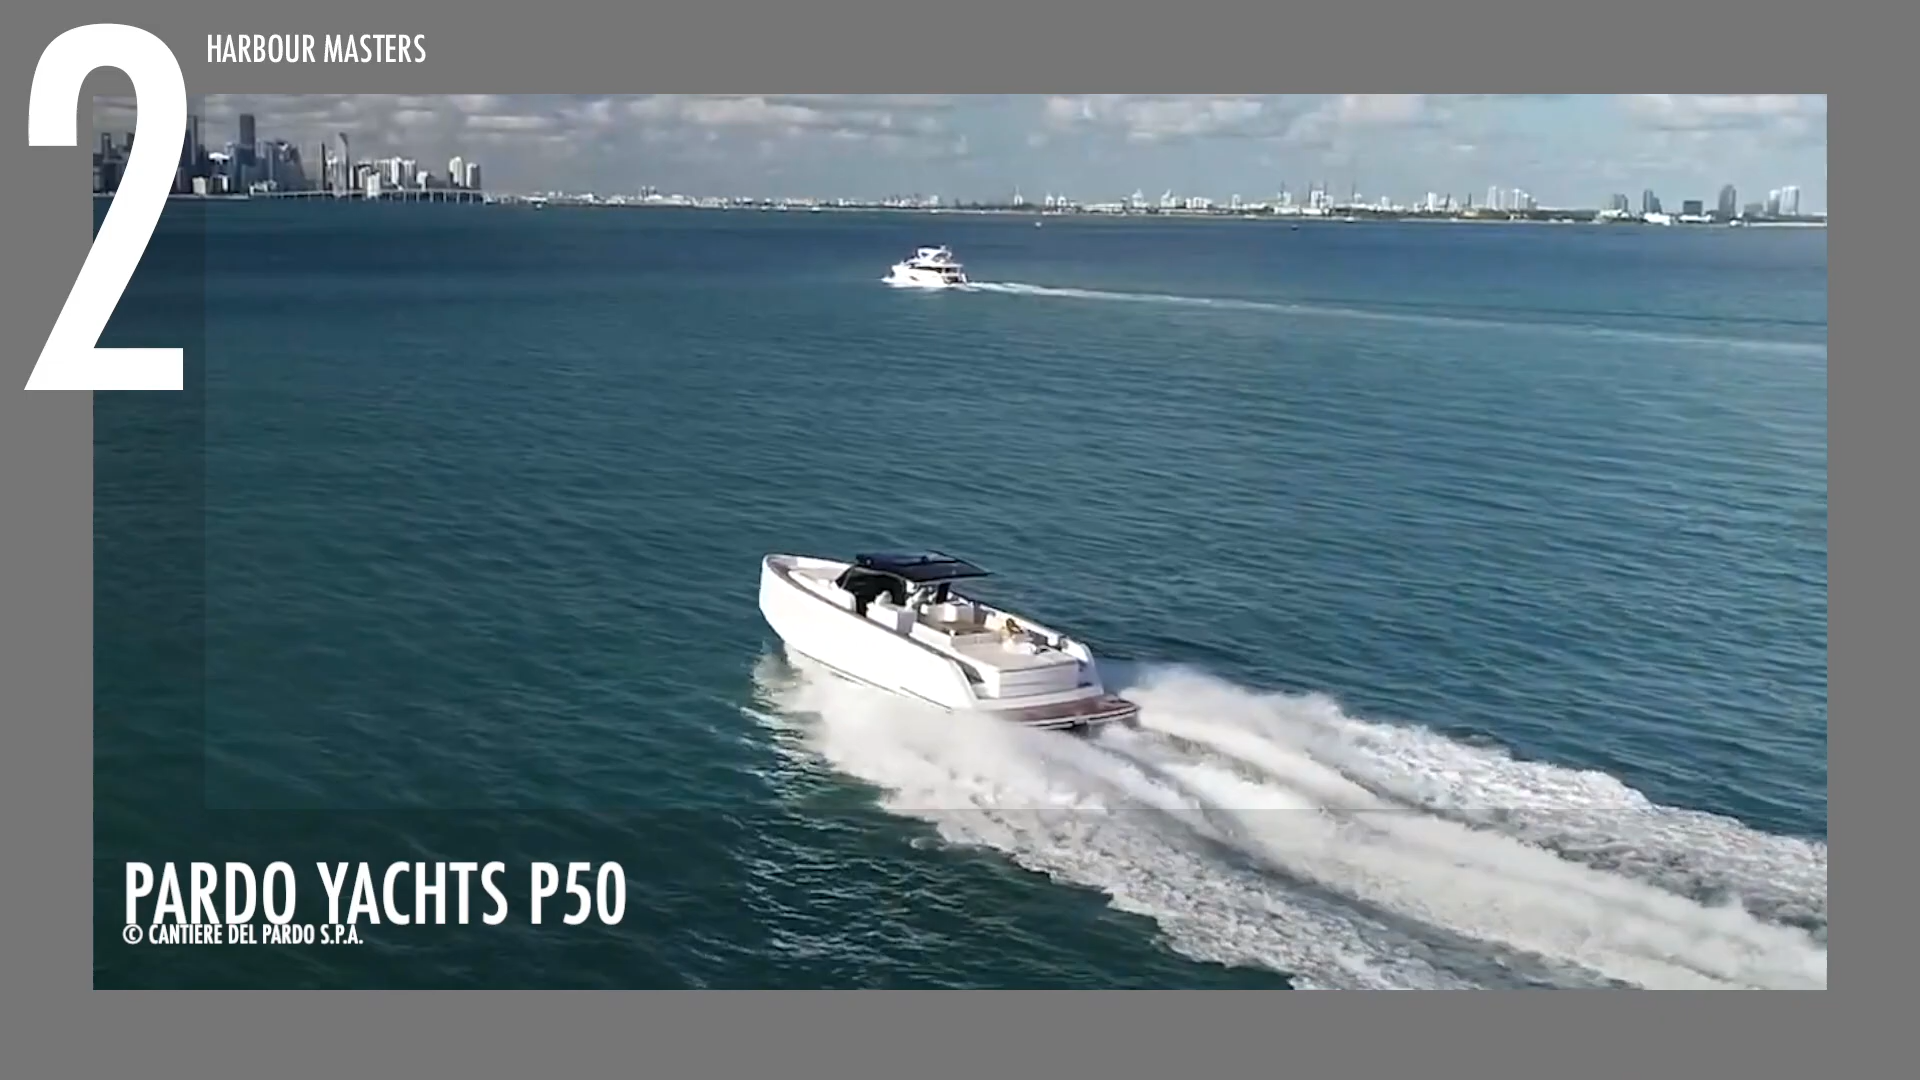 2
HARBOUR MASTERS
PARDO YACHTS P50
© CANTIERE DEL PARDO S.P.A.